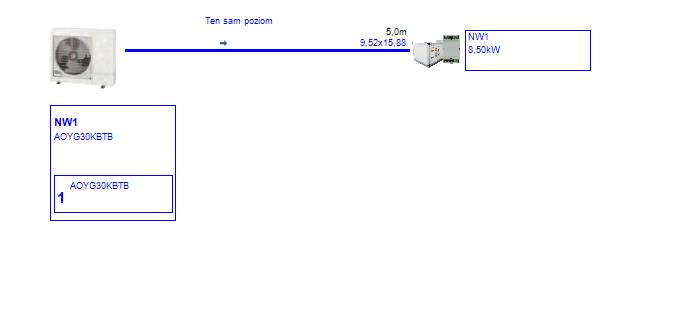 Ten sam poziom
5,0m
9,52x15,88
NW1
8,50kW
NW1
AOYG30KBTB
AOYG30KBTB
1